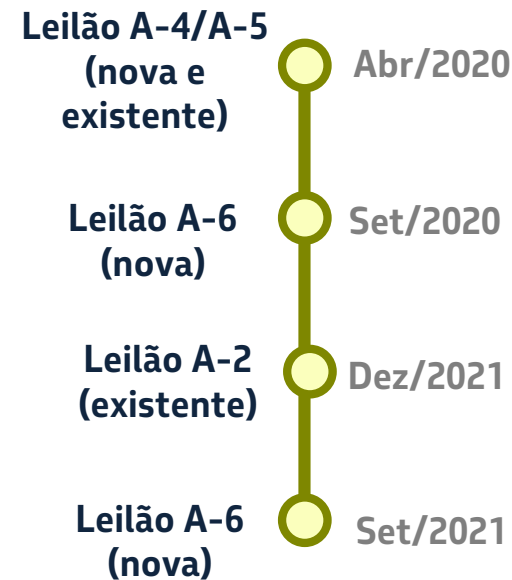 Leilão A-4/A-5
(nova e
existente)
Abr/2020
Leilão A-6
(nova)
Set/2020
Leilão A-2
(existente)
Dez/2021
Leilão A-6
(nova)
Set/2021